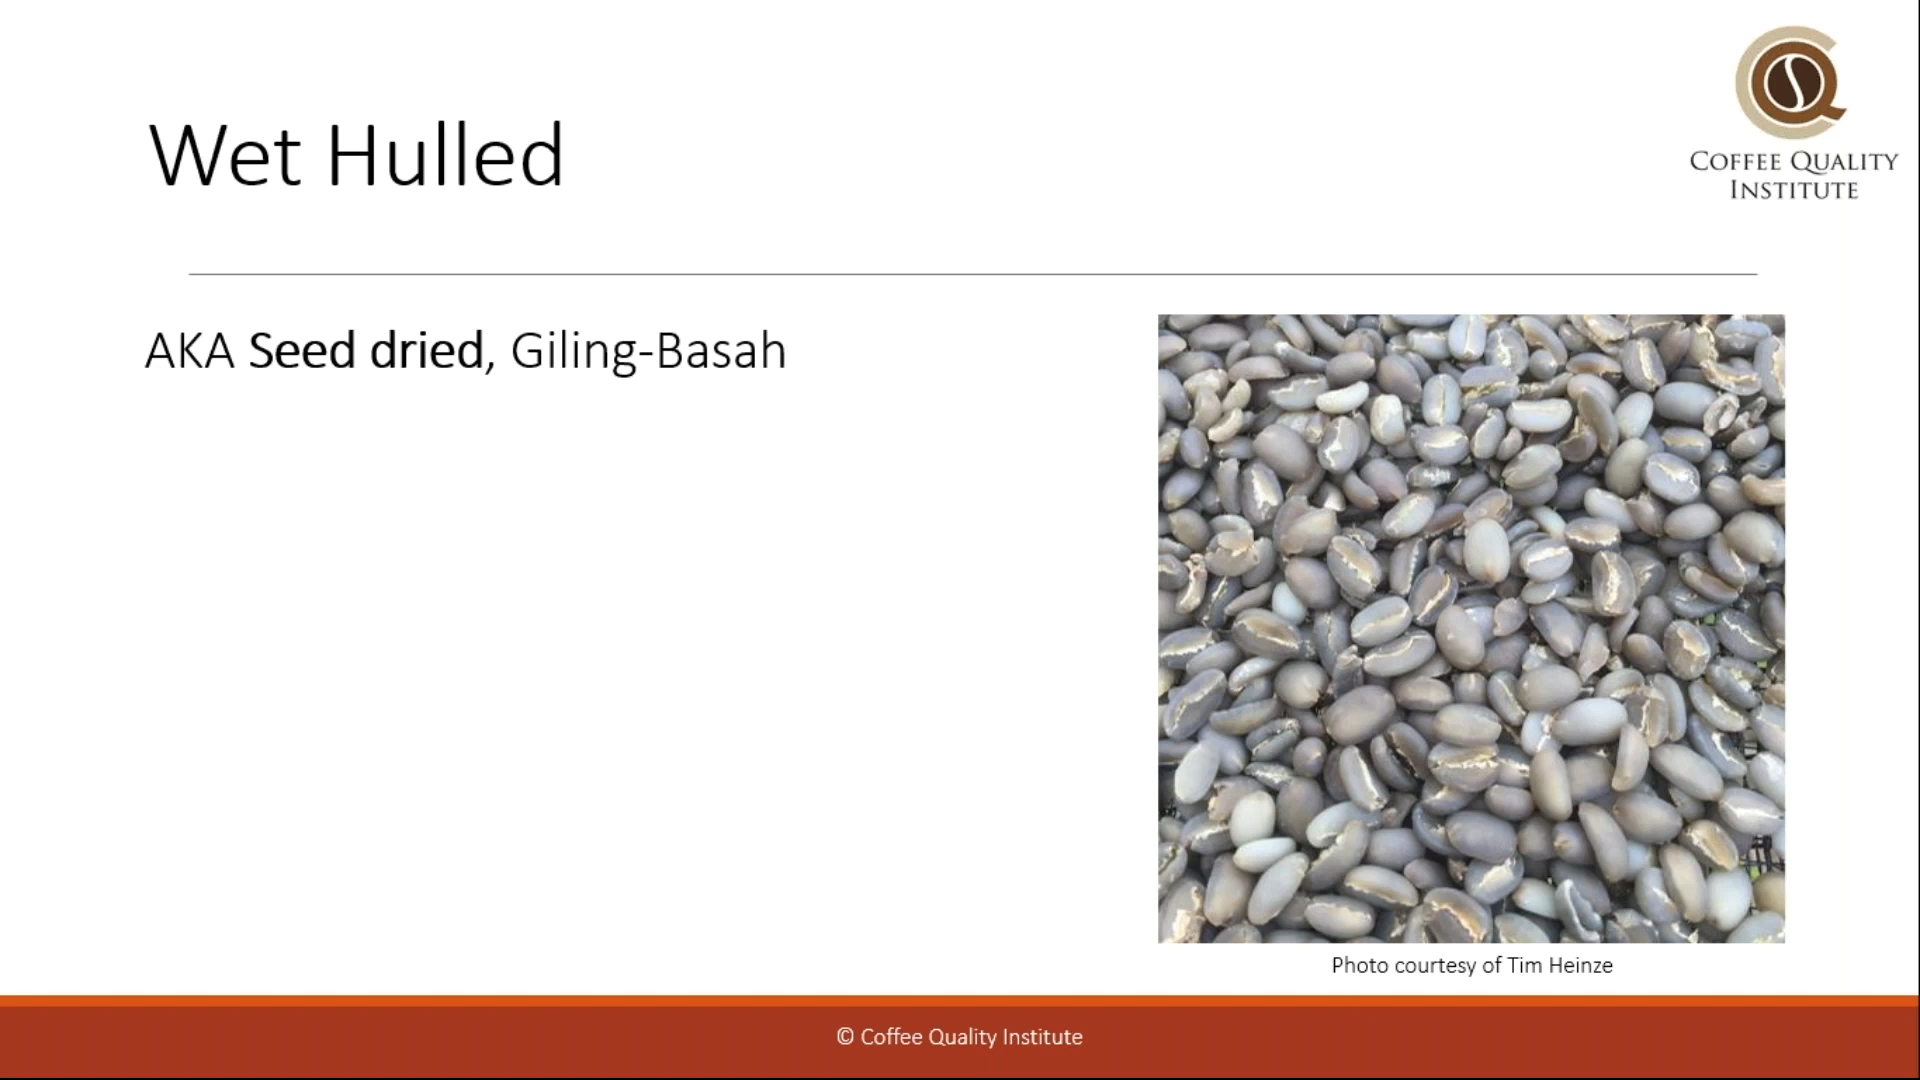 Wet Hulled
COFFEE QUALITY
INSTITUTE
AKA Seed dried, Giling-Basah
Photo courtesy of Tim Heinze
© Coffee Quality Institute